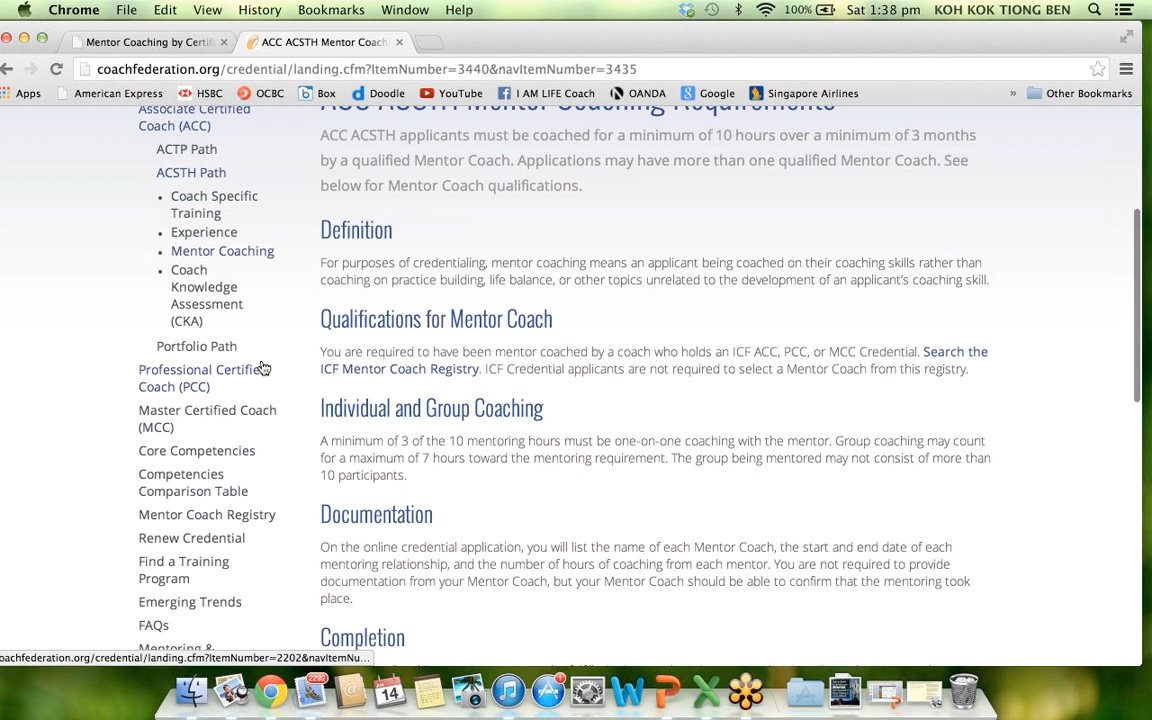 Chrome File Edit View History Bookmarks Window Help 100% Sat 1:38 pm KOH KOK TIONG BEN
Mentor Coaching by Certifi × ACC ACSTH Mentor Coachi ×
coachfederation.org/credential/landing.cfm?ItemNumber=3440&navItemNumber=3435
Apps American Express HSBC OCBC Box Doodle YouTube I AM LIFE Coach OANDA Google Singapore Airlines » Other Bookmarks
Associate Certified
Coach (ACC)
ACTP Path
ACSTH Path
• Coach Specific
Training
• Experience
• Mentor Coaching
• Coach
Knowledge
Assessment
(CKA)
Portfolio Path
Professional Certifie
Coach (PCC)
Master Certified Coach
(MCC)
Core Competencies
Competencies
Comparison Table
Mentor Coach Registry
Renew Credential
Find a Training
Program
Emerging Trends
FAQs
Mentoring &
ACC ACSTH Mentor Coaching Requirements
ACC ACSTH applicants must be coached for a minimum of 10 hours over a minimum of 3 months
by a qualified Mentor Coach. Applications may have more than one qualified Mentor Coach. See
below for Mentor Coach qualifications.
Definition
For purposes of credentialing, mentor coaching means an applicant being coached on their coaching skills rather than
coaching on practice building, life balance, or other topics unrelated to the development of an applicant's coaching skill.
Qualifications for Mentor Coach
You are required to have been mentor coached by a coach who holds an ICF ACC, PCC, or MCC Credential. Search the
ICF Mentor Coach Registry. ICF Credential applicants are not required to select a Mentor Coach from this registry.
Individual and Group Coaching
A minimum of 3 of the 10 mentoring hours must be one-on-one coaching with the mentor. Group coaching may count
for a maximum of 7 hours toward the mentoring requirement. The group being mentored may not consist of more than
10 participants.
Documentation
On the online credential application, you will list the name of each Mentor Coach, the start and end date of each
mentoring relationship, and the number of hours of coaching from each mentor. You are not required to provide
documentation from your Mentor Coach, but your Mentor Coach should be able to confirm that the mentoring took
place.
Completion
oachfederation.org/credential/landing.cfm?ItemNumber=2202&navItemNu...
2292
JUN
14